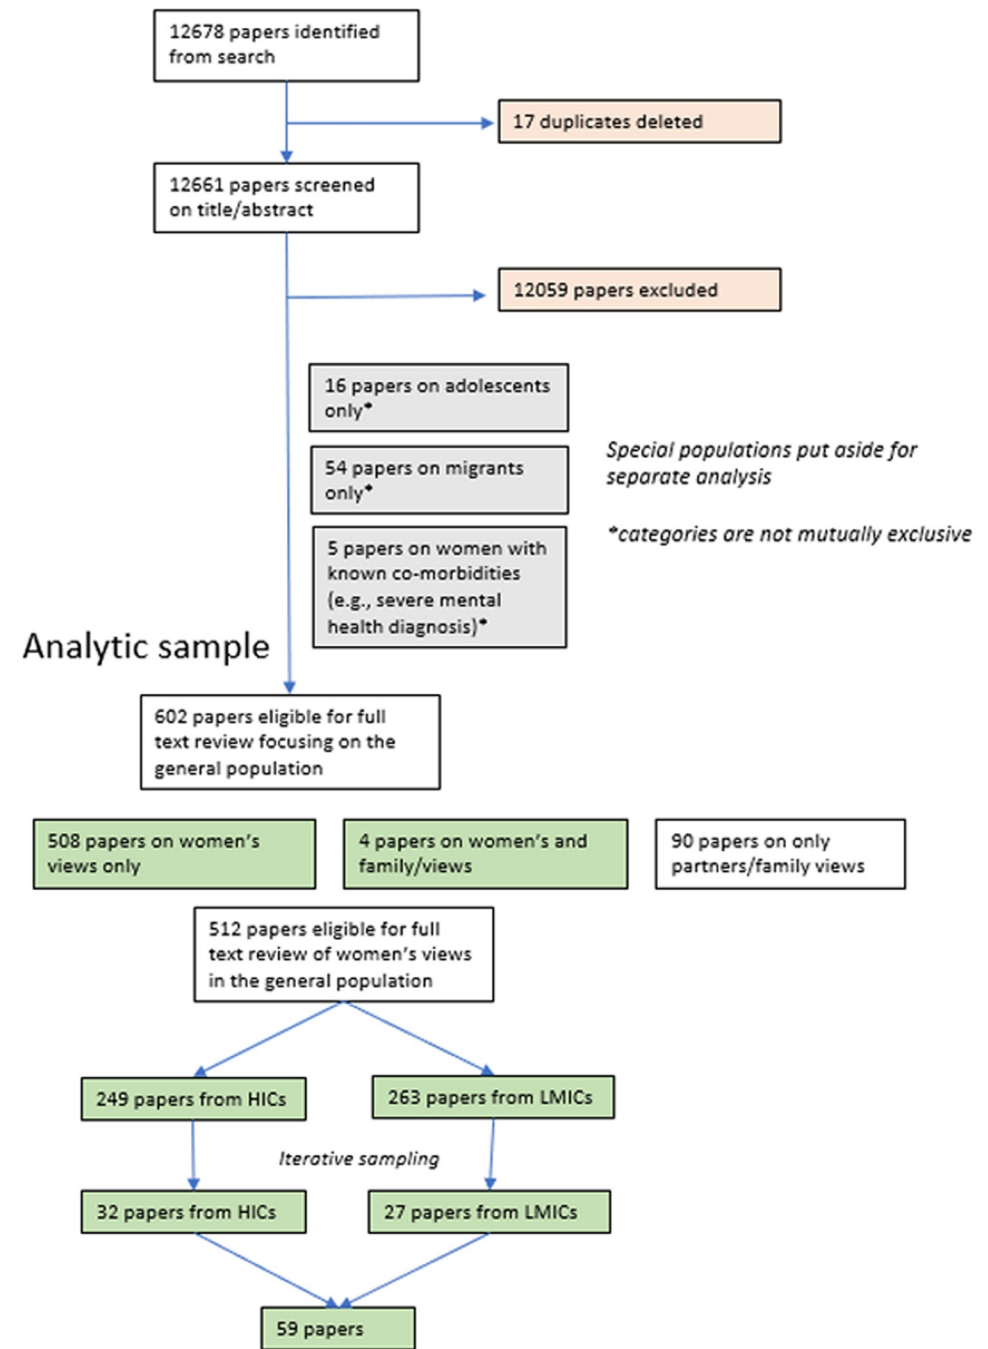 12678 papers identified
from search
17 duplicates deleted
12661 papers screened
on title/abstract
12059 papers excluded
16 papers on adolescents
only*
54 papers on migrants
only*
5 papers on women with
known co-morbidities
(e.g., severe mental
health diagnosis)*
Special populations put aside for
separate analysis
*categories are not mutually exclusive
Analytic sample
602 papers eligible for full
text review focusing on the
general population
508 papers on women's
views only
4 papers on women's and
family/views
90 papers on only
partners/family views
512 papers eligible for full
text review of women's views
in the general population
249 papers from HICs
263 papers from LMICs
Iterative sampling
32 papers from HICs
27 papers from LMICs
59 papers